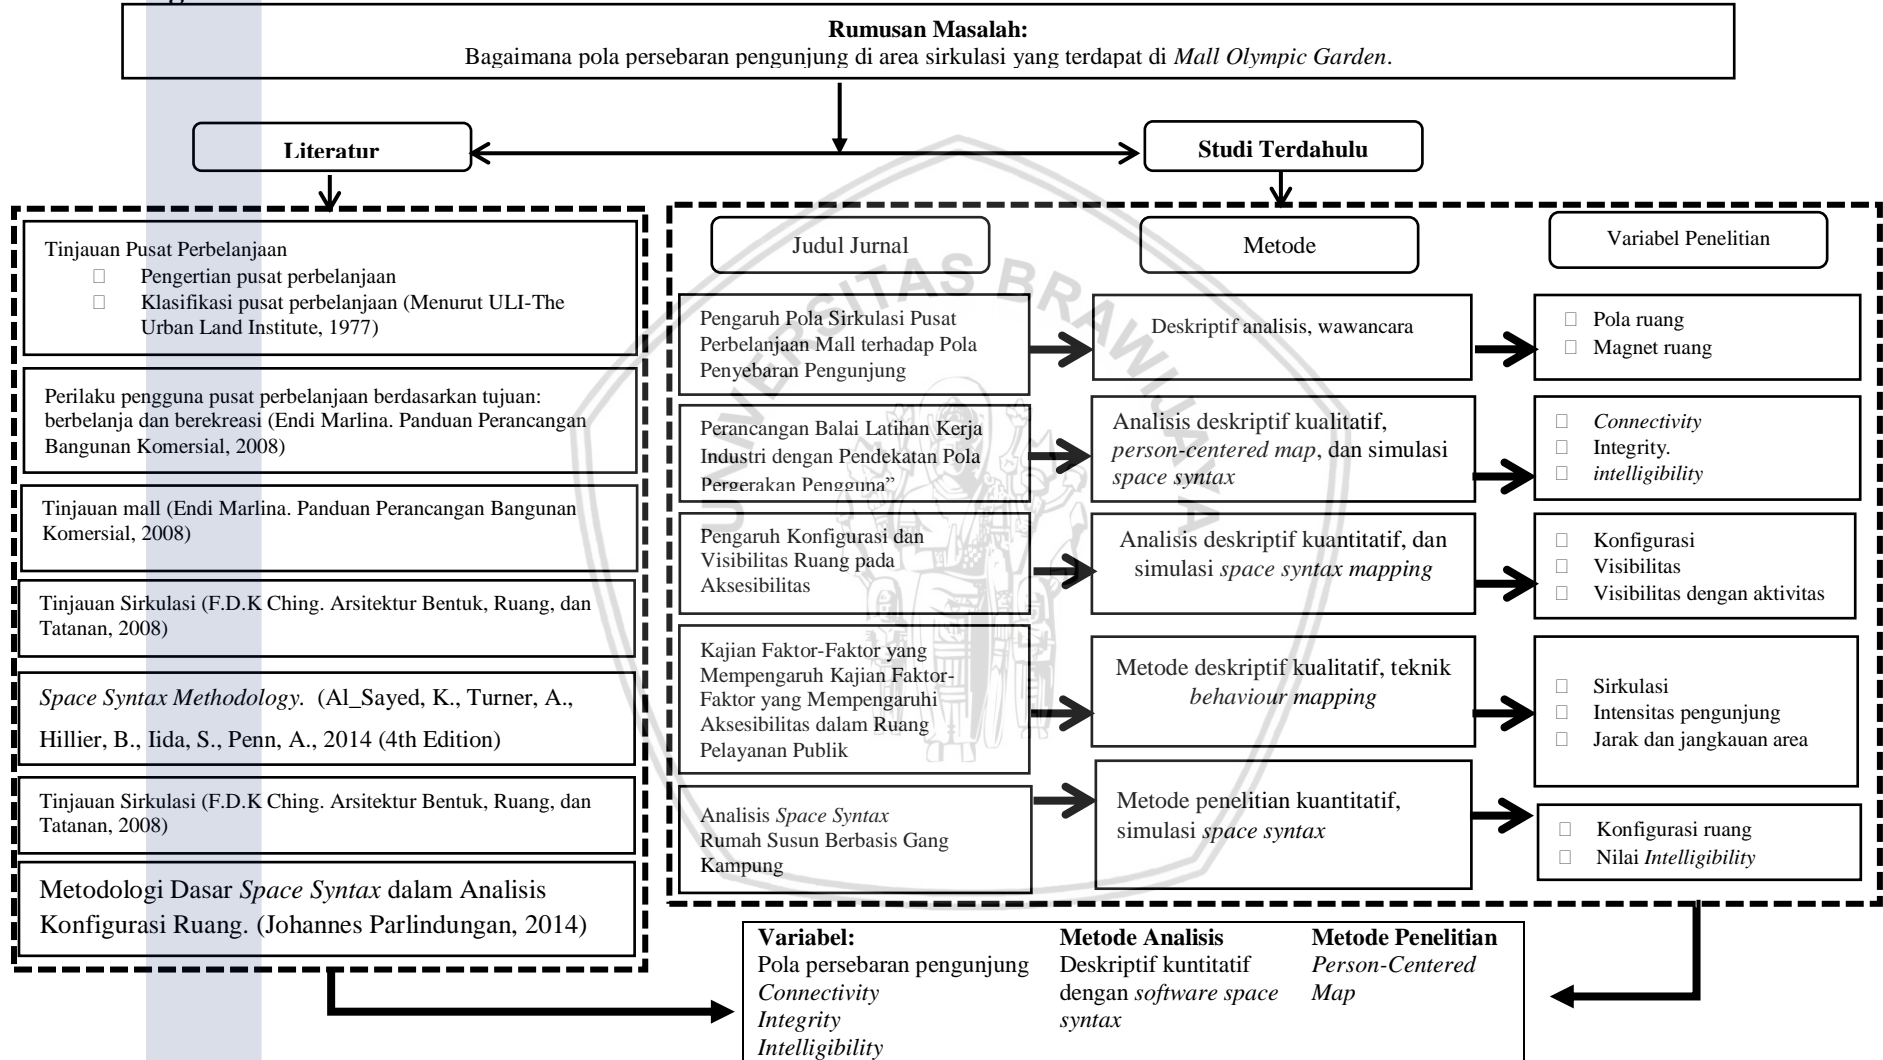 Rumusan Masalah:
Bagaimana pola persebaran pengunjung di area sirkulasi yang terdapat di Mall Olympic Garden.
Literatur
Studi Terdahulu
Tinjauan Pusat Perbelanjaan
Pengertian pusat perbelanjaan
Klasifikasi pusat perbelanjaan (Menurut ULI-The
Urban Land Institute, 1977)
Perilaku pengguna pusat perbelanjaan berdasarkan tujuan:
berbelanja dan berekreasi (Endi Marlina. Panduan Perancangan
Bangunan Komersial, 2008)
Tinjauan mall (Endi Marlina. Panduan Perancangan Bangunan
Komersial, 2008)
Tinjauan Sirkulasi (F.D.K Ching. Arsitektur Bentuk, Ruang, dan
Tatanan, 2008)
Space Syntax Methodology. (Al_Sayed, K., Turner, A.,
Hillier, B., Iida, S., Penn, A., 2014 (4th Edition)
Tinjauan Sirkulasi (F.D.K Ching. Arsitektur Bentuk, Ruang, dan
Tatanan, 2008)
Metodologi Dasar Space Syntax dalam Analisis
Konfigurasi Ruang. (Johannes Parlindungan, 2014)
Judul Jurnal
Metode
Variabel Penelitian
Pengaruh Pola Sirkulasi Pusat
Perbelanjaan Mall terhadap Pola
Penyebaran Pengunjung
Deskriptif analisis, wawancara
Pola ruang
Magnet ruang
Perancangan Balai Latihan Kerja
Industri dengan Pendekatan Pola
Pergerakan Pengguna”
Analisis deskriptif kualitatif,
person-centered map, dan simulasi
space syntax
Connectivity
Integrity.
intelligibility
Pengaruh Konfigurasi dan
Visibilitas Ruang pada
Aksesibilitas
Analisis deskriptif kuantitatif, dan
simulasi space syntax mapping
Konfigurasi
Visibilitas
Visibilitas dengan aktivitas
Kajian Faktor-Faktor yang
Mempengaruh Kajian Faktor-
Faktor yang Mempengaruhi
Aksesibilitas dalam Ruang
Pelayanan Publik
Metode deskriptif kualitatif, teknik
behaviour mapping
Sirkulasi
Intensitas pengunjung
Jarak dan jangkauan area
Analisis Space Syntax
Rumah Susun Berbasis Gang
Kampung
Metode penelitian kuantitatif,
simulasi space syntax
Konfigurasi ruang
Nilai Intelligibility
Variabel:
Pola persebaran pengunjung
Connectivity
Integrity
Intelligibility
Metode Analisis
Deskriptif kuntitatif
dengan software space
syntax
Metode Penelitian
Person-Centered
Map
UNIVERSITAS BRAWIJAYA